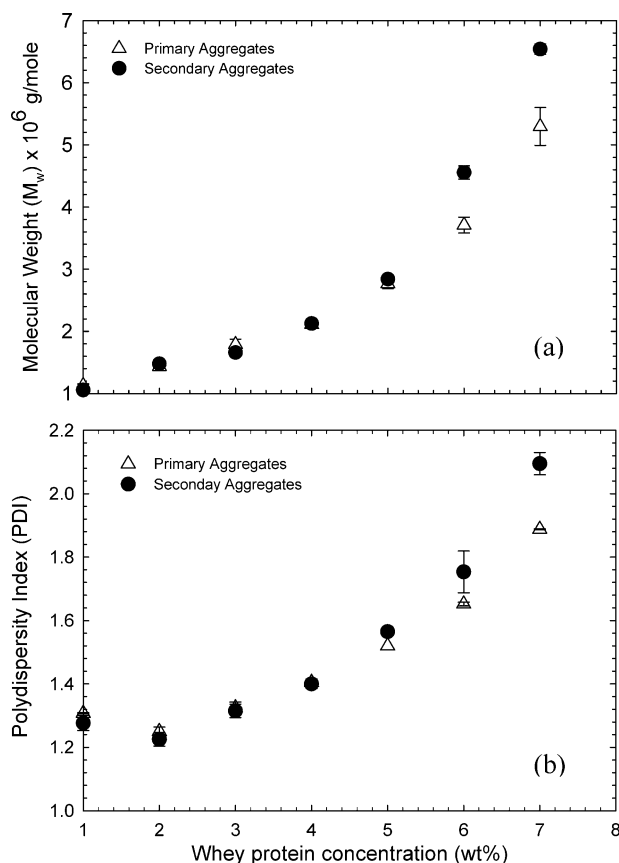 7
6
5
4
3
2
1
Molecular Weight (Mw) x 10⁶ g/mole
Primary Aggregates
Secondary Aggregates
(a)
2.2
2.0
1.8
1.6
1.4
1.2
1.0
Polydispersity Index (PDI)
Primary Aggregates
Seconday Aggregates
(b)
1 2 3 4 5 6 7 8
Whey protein concentration (wt%)